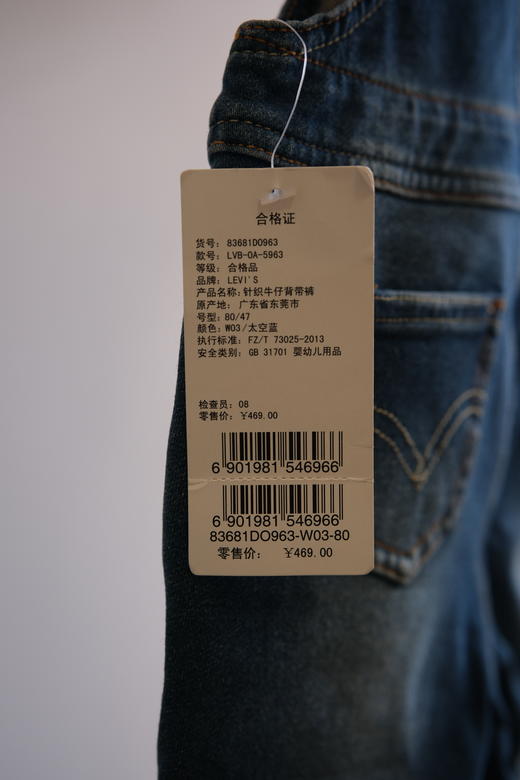 合格证
货号: 83681DO963
款号: LVB-OA-5963
等级: 合格品
品牌: LEVI'S
产品名称: 针织牛仔背带裤
原产地: 广东省东莞市
号型: 80/47
颜色: W03/太空蓝
执行标准: FZ/T 73025-2013
安全类别: GB 31701 婴幼儿用品
检查员: 08
零售价: ¥469.00
6 901981 546966
6 901981 546966
83681DO963-W03-80
零售价: ¥469.00